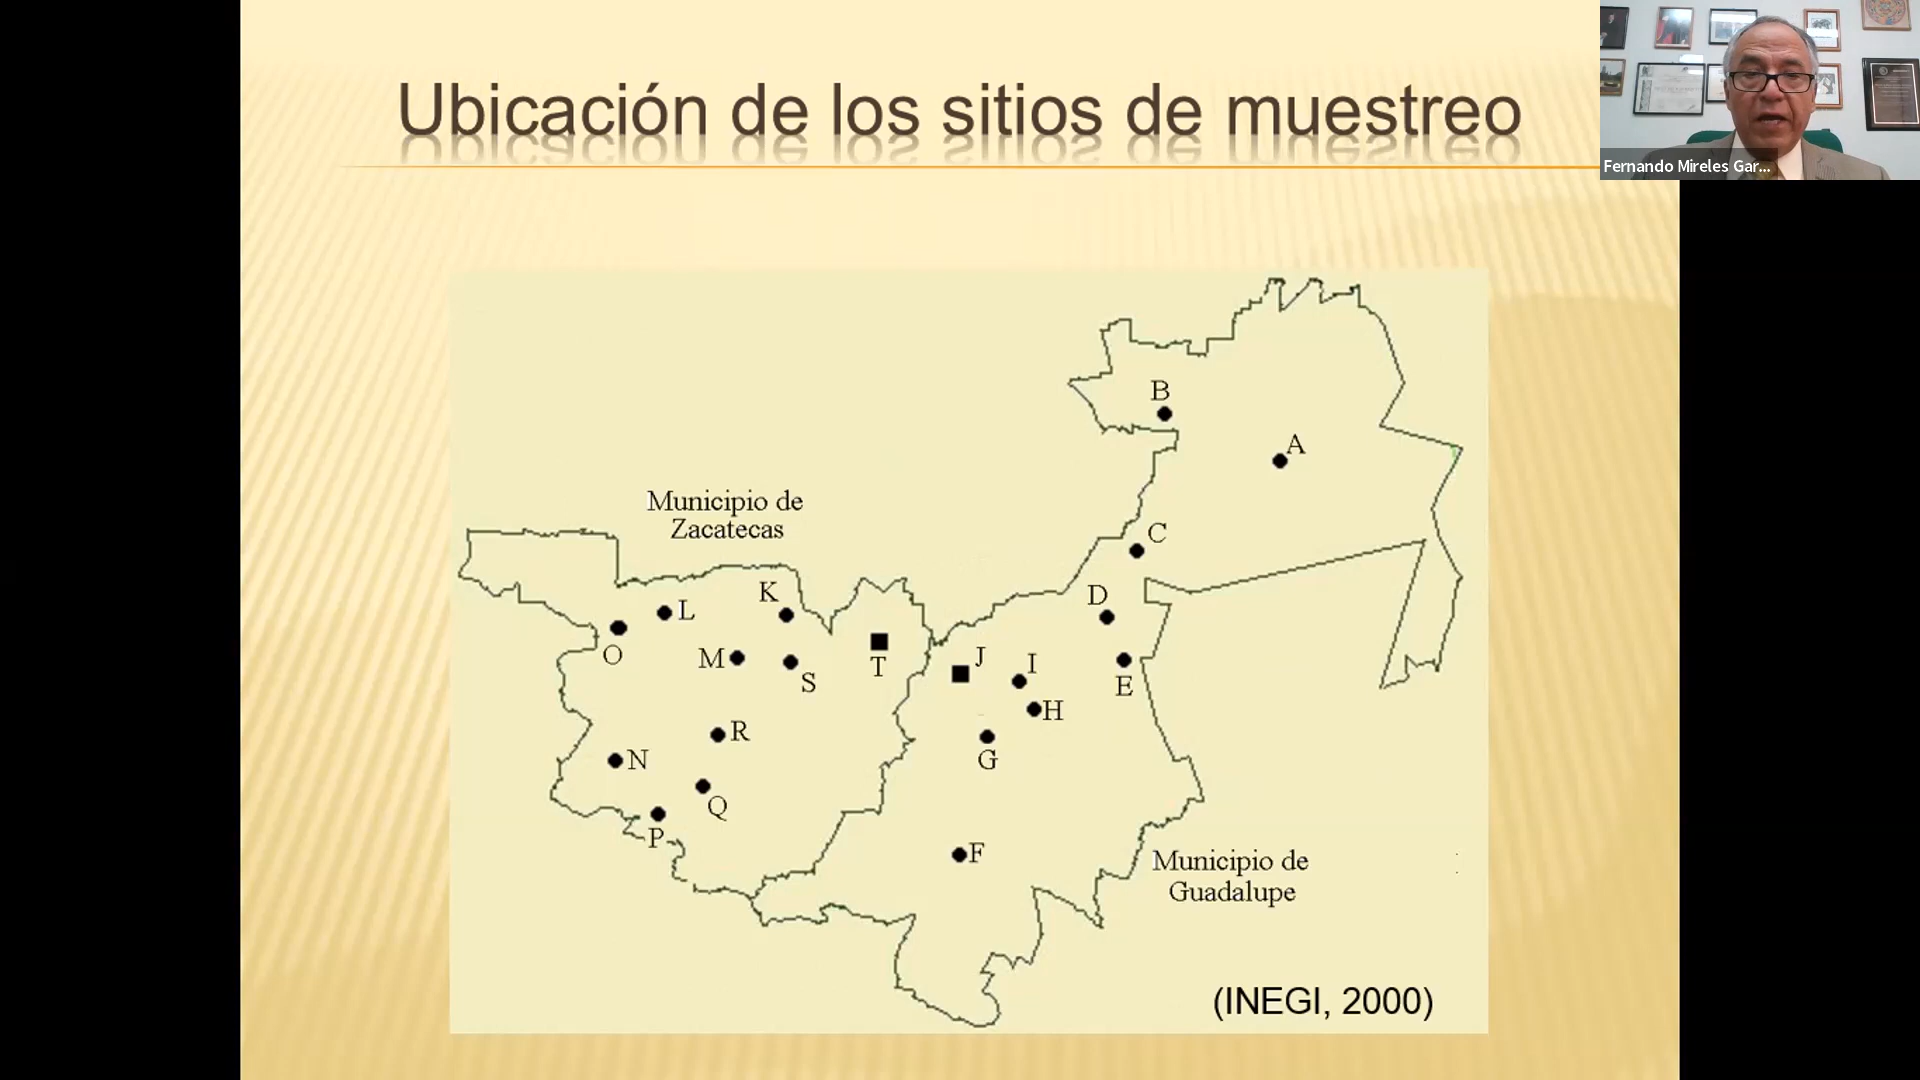 Ubicación de los sitios de muestreo
Fernando Mireles Gar...
B
A
Municipio de
Zacatecas
C
K
D
L
O
M
S
T
J
I
E
H
R
N
G
Q
P
F
Municipio de
Guadalupe
(INEGI, 2000)